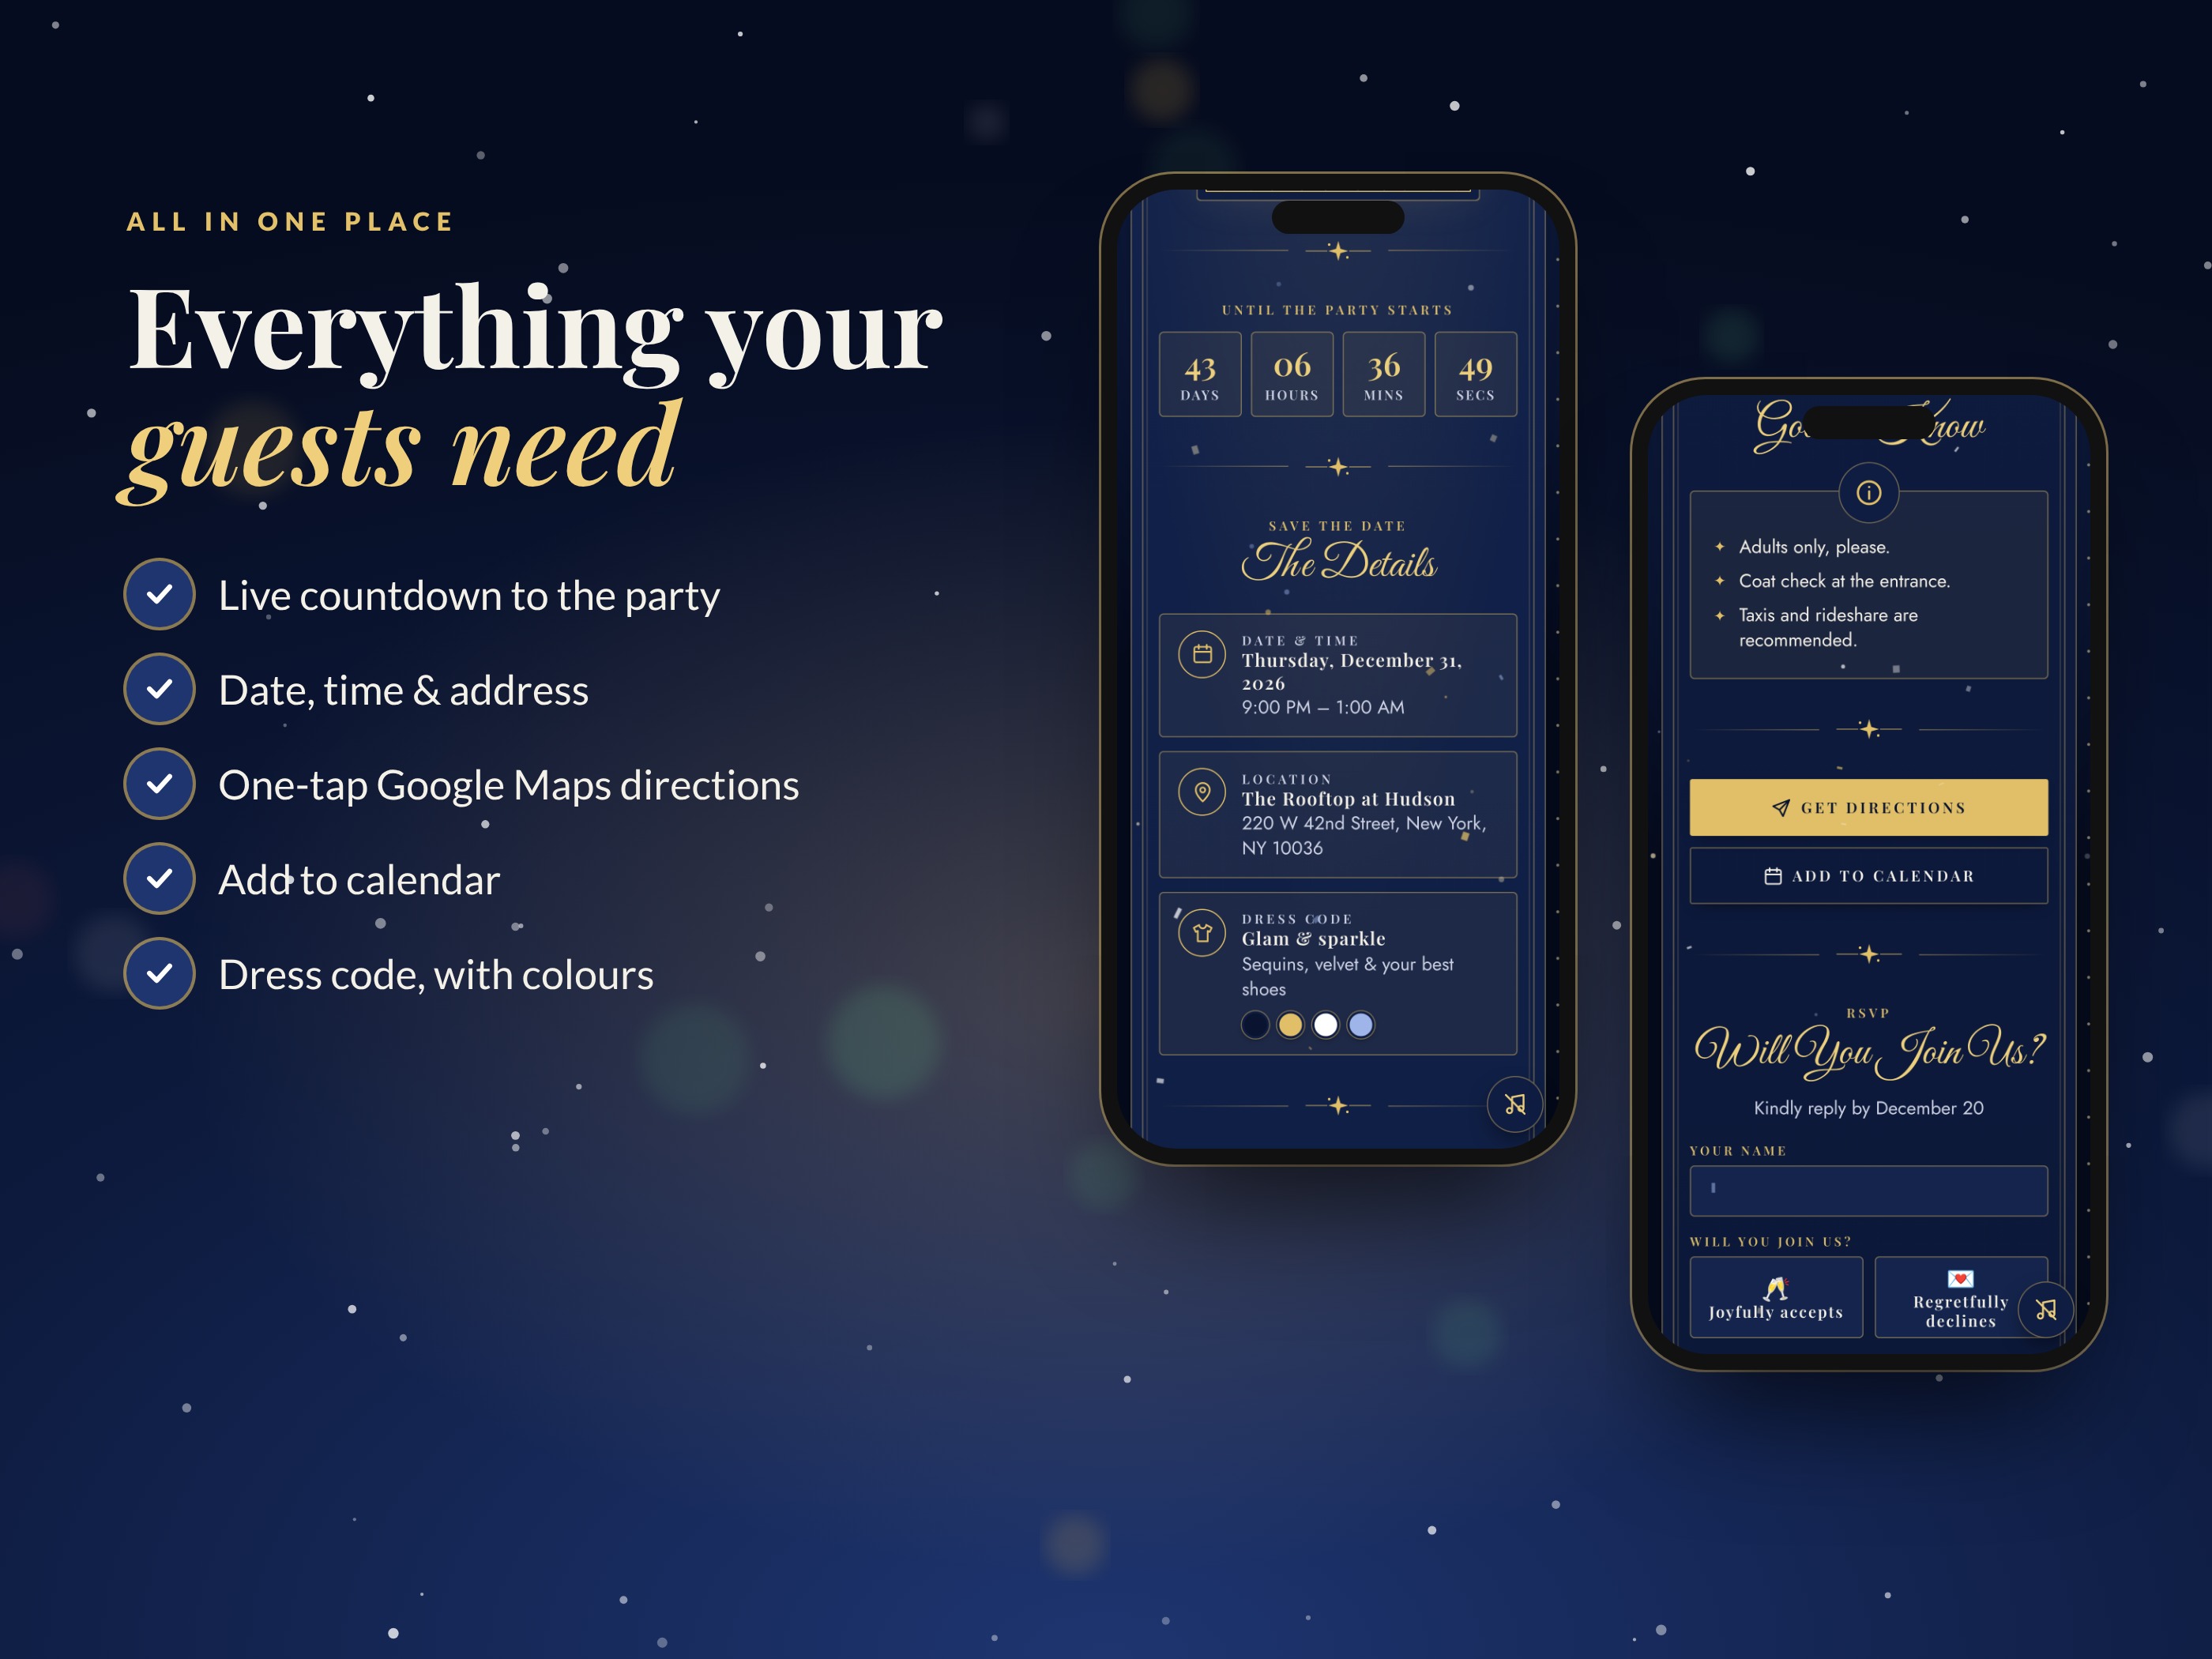 ALL IN ONE PLACE
Everything your
guests need
Live countdown to the party
Date, time & address
One-tap Google Maps directions
Add to calendar
Dress code, with colours
UNTIL THE PARTY STARTS
43 06 36 49
DAYS HOURS MINS SECS
SAVE THE DATE
The Details
DATE & TIME
Thursday, December 31,
2026
9:00 PM – 1:00 AM
LOCATION
The Rooftop at Hudson
220 W 42nd Street, New York,
NY 10036
DRESS CODE
Glam & sparkle
Sequins, velvet & your best
shoes
Adults only, please.
Coat check at the entrance.
Taxis and rideshare are
recommended.
GET DIRECTIONS
ADD TO CALENDAR
RSVP
Will You Join Us?
Kindly reply by December 20
YOUR NAME
WILL YOU JOIN US?
Joyfully accepts
Regretfully
declines